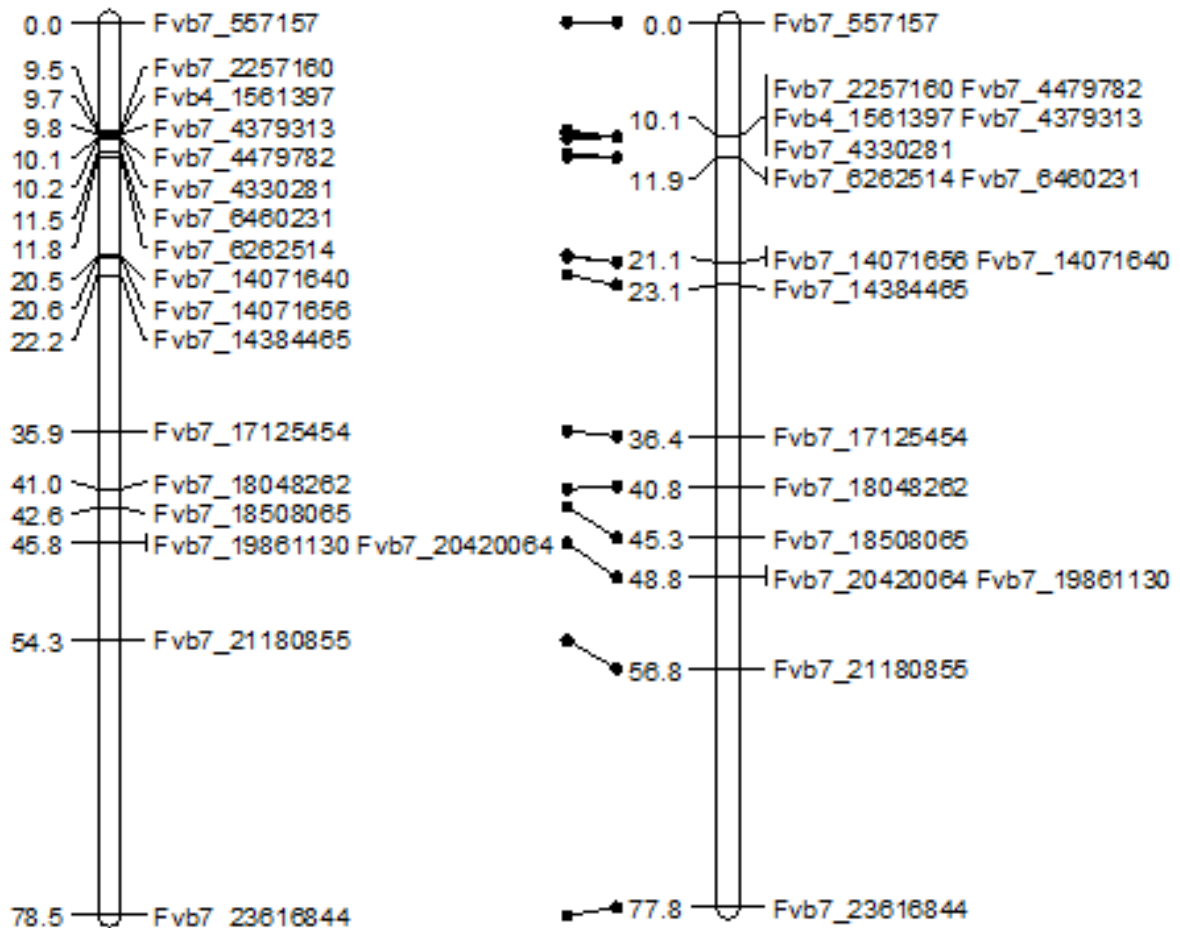 0.0 Fvb7_557157
9.5 Fvb7_2257160
9.7 Fvb4_1561397
9.8 Fvb7_4379313
10.1 Fvb7_4479782
10.2 Fvb7_4330281
11.5 Fvb7_6460231
11.8 Fvb7_6262514
20.5 Fvb7_14071640
20.6 Fvb7_14071656
22.2 Fvb7_14384465
35.9 Fvb7_17125454
41.0 Fvb7_18048262
42.6 Fvb7_18508065
45.8 Fvb7_19861130 Fvb7_20420064
54.3 Fvb7_21180855
78.5 Fvb7_23616844
0.0 Fvb7_557157
Fvb7_2257160 Fvb7_4479782
10.1 Fvb4_1561397 Fvb7_4379313
Fvb7_4330281
11.9 Fvb7_6262514 Fvb7_6460231
21.1 Fvb7_14071656 Fvb7_14071640
23.1 Fvb7_14384465
36.4 Fvb7_17125454
40.8 Fvb7_18048262
45.3 Fvb7_18508065
48.8 Fvb7_20420064 Fvb7_19861130
56.8 Fvb7_21180855
77.8 Fvb7_23616844